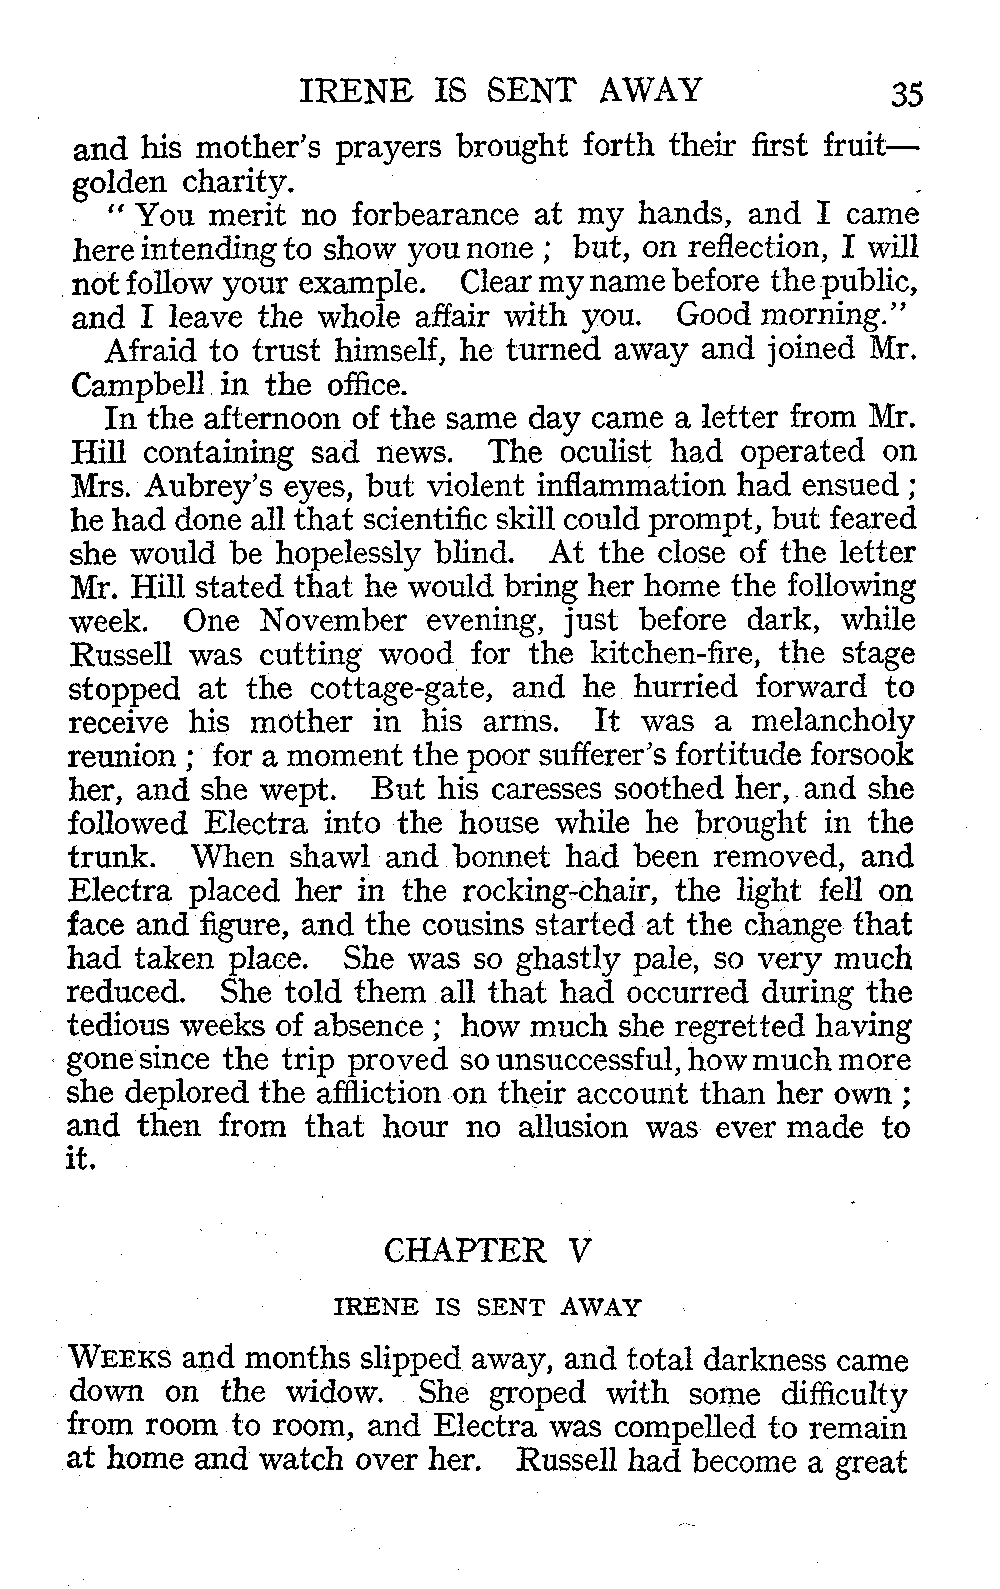 IRENE IS SENT AWAY 35
and his mother's prayers brought forth their first fruit—
golden charity.
“ You merit no forbearance at my hands, and I came
here intending to show you none ; but, on reflection, I will
not follow your example. Clear my name before the public,
and I leave the whole affair with you. Good morning.”
Afraid to trust himself, he turned away and joined Mr.
Campbell in the office.
In the afternoon of the same day came a letter from Mr.
Hill containing sad news. The oculist had operated on
Mrs. Aubrey's eyes, but violent inflammation had ensued ;
he had done all that scientific skill could prompt, but feared
she would be hopelessly blind. At the close of the letter
Mr. Hill stated that he would bring her home the following
week. One November evening, just before dark, while
Russell was cutting wood for the kitchen-fire, the stage
stopped at the cottage-gate, and he hurried forward to
receive his mother in his arms. It was a melancholy
reunion ; for a moment the poor sufferer's fortitude forsook
her, and she wept. But his caresses soothed her, and she
followed Electra into the house while he brought in the
trunk. When shawl and bonnet had been removed, and
Electra placed her in the rocking-chair, the light fell on
face and figure, and the cousins started at the change that
had taken place. She was so ghastly pale, so very much
reduced. She told them all that had occurred during the
tedious weeks of absence ; how much she regretted having
gone since the trip proved so unsuccessful, how much more
she deplored the affliction on their account than her own ;
and then from that hour no allusion was ever made to
it.
CHAPTER V
IRENE IS SENT AWAY
WEEKS and months slipped away, and total darkness came
down on the widow. She groped with some difficulty
from room to room, and Electra was compelled to remain
at home and watch over her. Russell had become a great